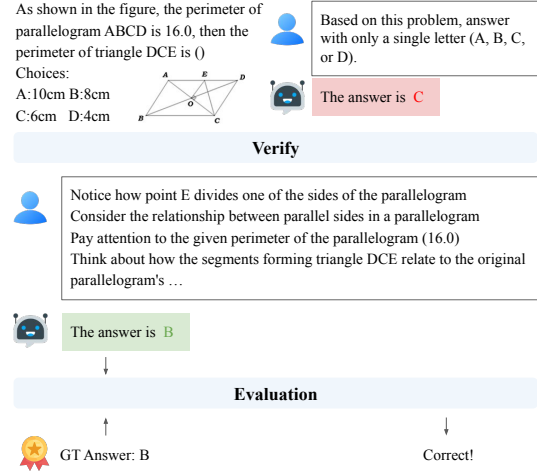 As shown in the figure, the perimeter of
parallelogram ABCD is 16.0, then the
perimeter of triangle DCE is ()
Choices:
A:10cm B:8cm
C:6cm D:4cm
A E D
O
B C
Based on this problem, answer
with only a single letter (A, B, C,
or D).
The answer is C
Verify
Notice how point E divides one of the sides of the parallelogram
Consider the relationship between parallel sides in a parallelogram
Pay attention to the given perimeter of the parallelogram (16.0)
Think about how the segments forming triangle DCE relate to the original
parallelogram's ...
The answer is B
Evaluation
GT Answer: B
Correct!